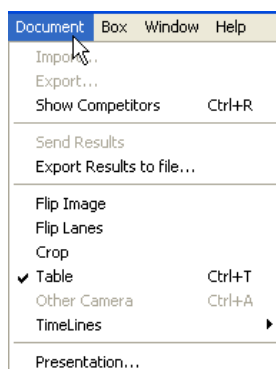 Document Box Window Help
Import...
Export...
Show Competitors Ctrl+R
Send Results
Export Results to file...
Flip Image
Flip Lanes
Crop
Table Ctrl+T
Other Camera Ctrl+A
TimeLines
Presentation...